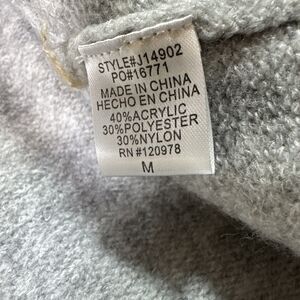 STYLE#J14902
PO#16771
MADE IN CHINA
HECHO EN CHINA
40%ACRYLIC
30%POLYESTER
30%NYLON
RN #120978
M